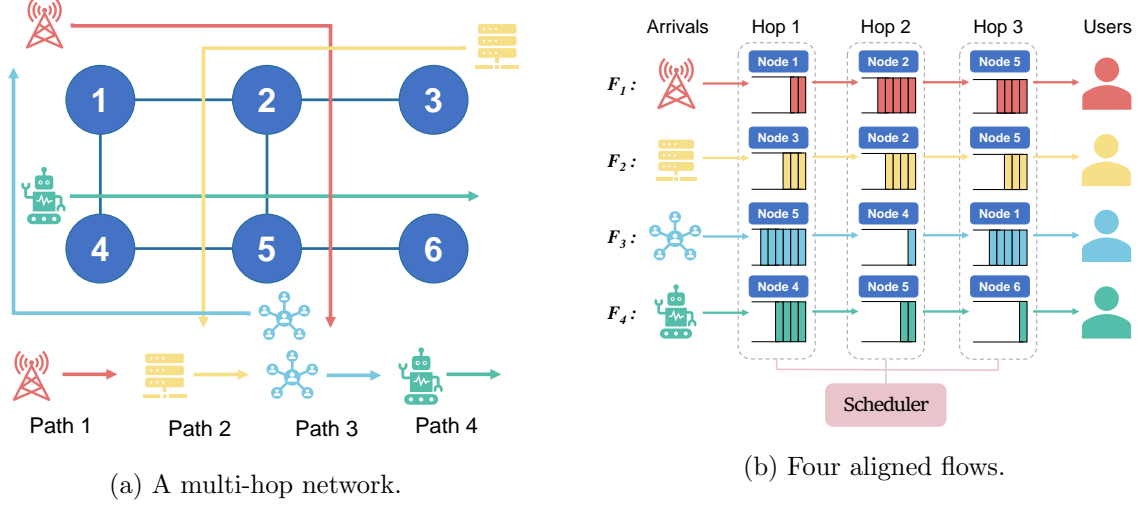 1 2 3
4 5 6
Path 1 Path 2 Path 3 Path 4
(a) A multi-hop network.
Arrivals Hop 1 Hop 2 Hop 3 Users
Node 1 Node 2 Node 5
F1 :
Node 3 Node 2 Node 5
F2 :
Node 5 Node 4 Node 1
F3 :
Node 4 Node 5 Node 6
F4 :
Scheduler
(b) Four aligned flows.